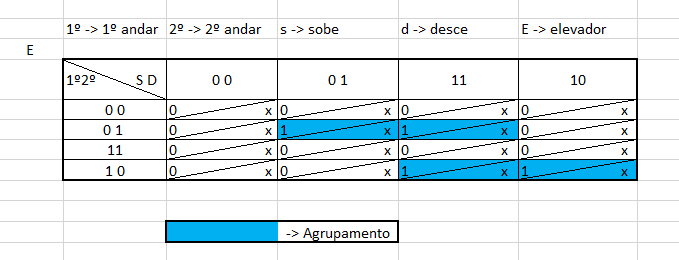 1º -> 1º andar 2º -> 2º andar s -> sobe d -> desce E -> elevador
E
1º2º S D 0 0 0 1 11 10
0 0 0 x 0 x 0 x 0 x
0 1 0 x 1 x 1 x 0 x
11 0 x 0 x 0 x 0 x
1 0 0 x 0 x 1 x 1 x
-> Agrupamento